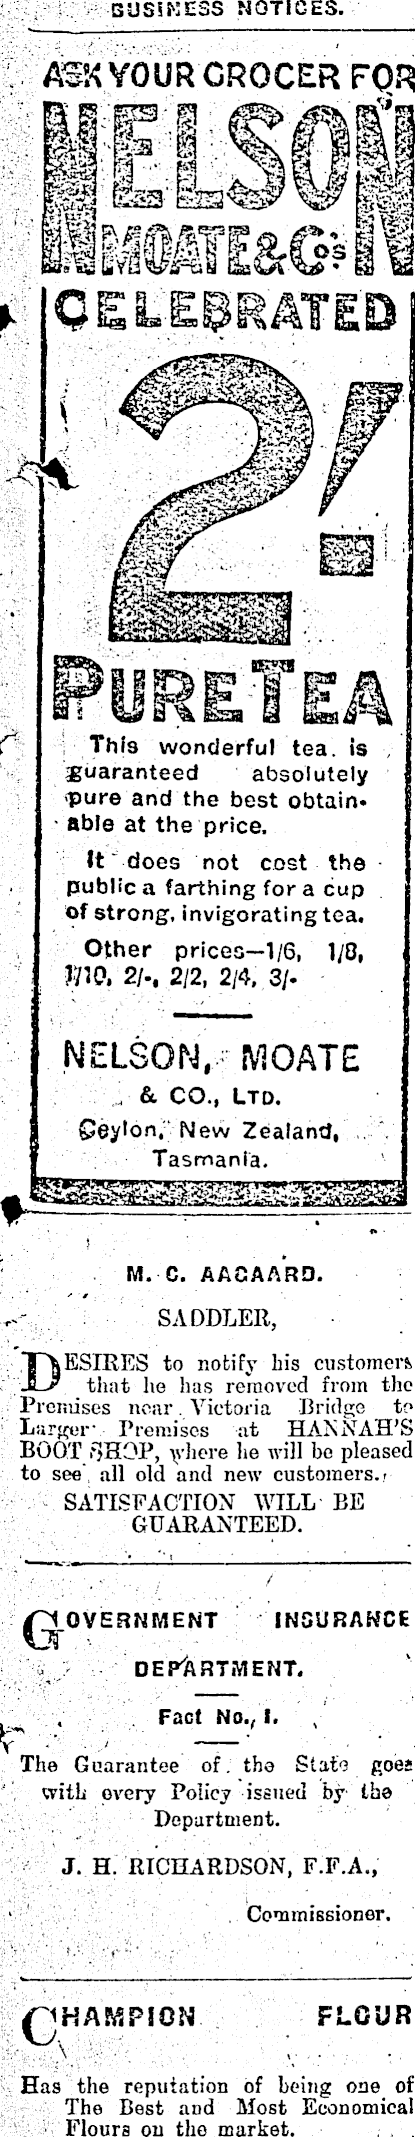 BUSINESS NOTICES.
ASK YOUR GROCER FOR
NELSON
MOATE & Co's
CELEBRATED
2/-
PURE TEA
This wonderful tea is
guaranteed absolutely
pure and the best obtain-
able at the price.
It does not cost the
public a farthing for a cup
of strong, invigorating tea.
Other prices—1/6, 1/8,
1/10, 2/-, 2/2, 2/4, 3/-
NELSON, MOATE
& CO., LTD.
Ceylon, New Zealand,
Tasmania.
M. C. AAGAARD.
SADDLER,
DESIRES to notify his customers
that he has removed from the
Premises near Victoria Bridge to
Larger Premises at HANNAH'S
BOOT SHOP, where he will be pleased
to see all old and new customers.
SATISFACTION WILL BE
GUARANTEED.
GOVERNMENT INSURANCE
DEPARTMENT.
Fact No., 1.
The Guarantee of the State goes
with every Policy issued by the
Department.
J. H. RICHARDSON, F.F.A.,
Commissioner.
CHAMPION FLOUR
Has the reputation of being one of
The Best and Most Economical
Flours on the market.